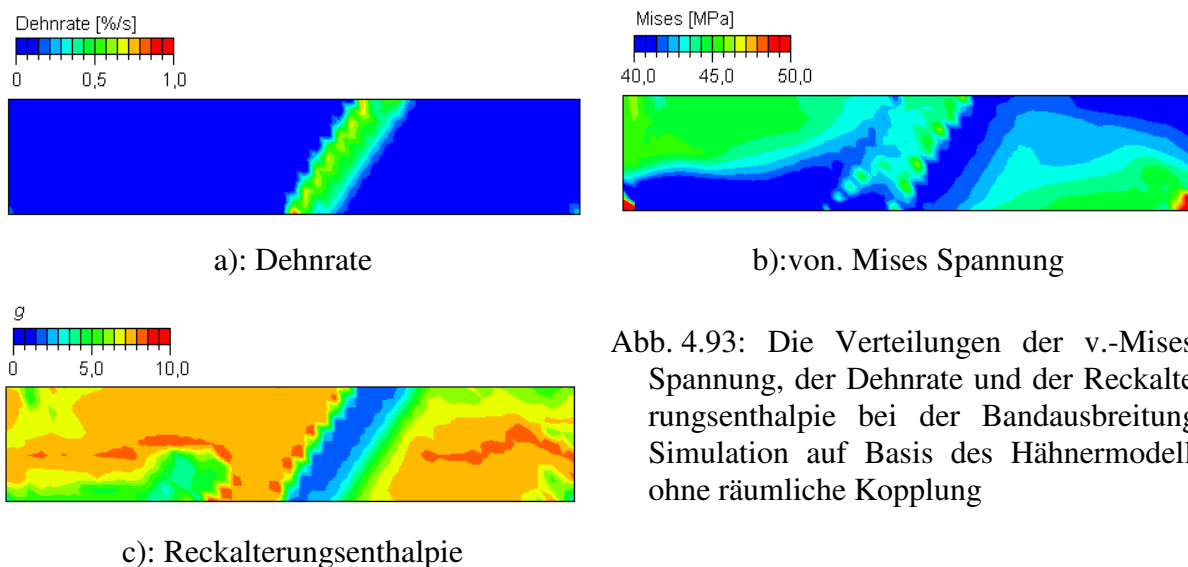 Dehnrate [%/s]
0 0,5 1,0
Mises [MPa]
40,0 45,0 50,0
a): Dehnrate
b):von. Mises Spannung
g
0 5,0 10,0
c): Reckalterungsenthalpie
Abb. 4.93: Die Verteilungen der v.-Mises
Spannung, der Dehnrate und der Reckalte
rungsenthalpie bei der Bandausbreitung
Simulation auf Basis des Hähnermodell
ohne räumliche Kopplung